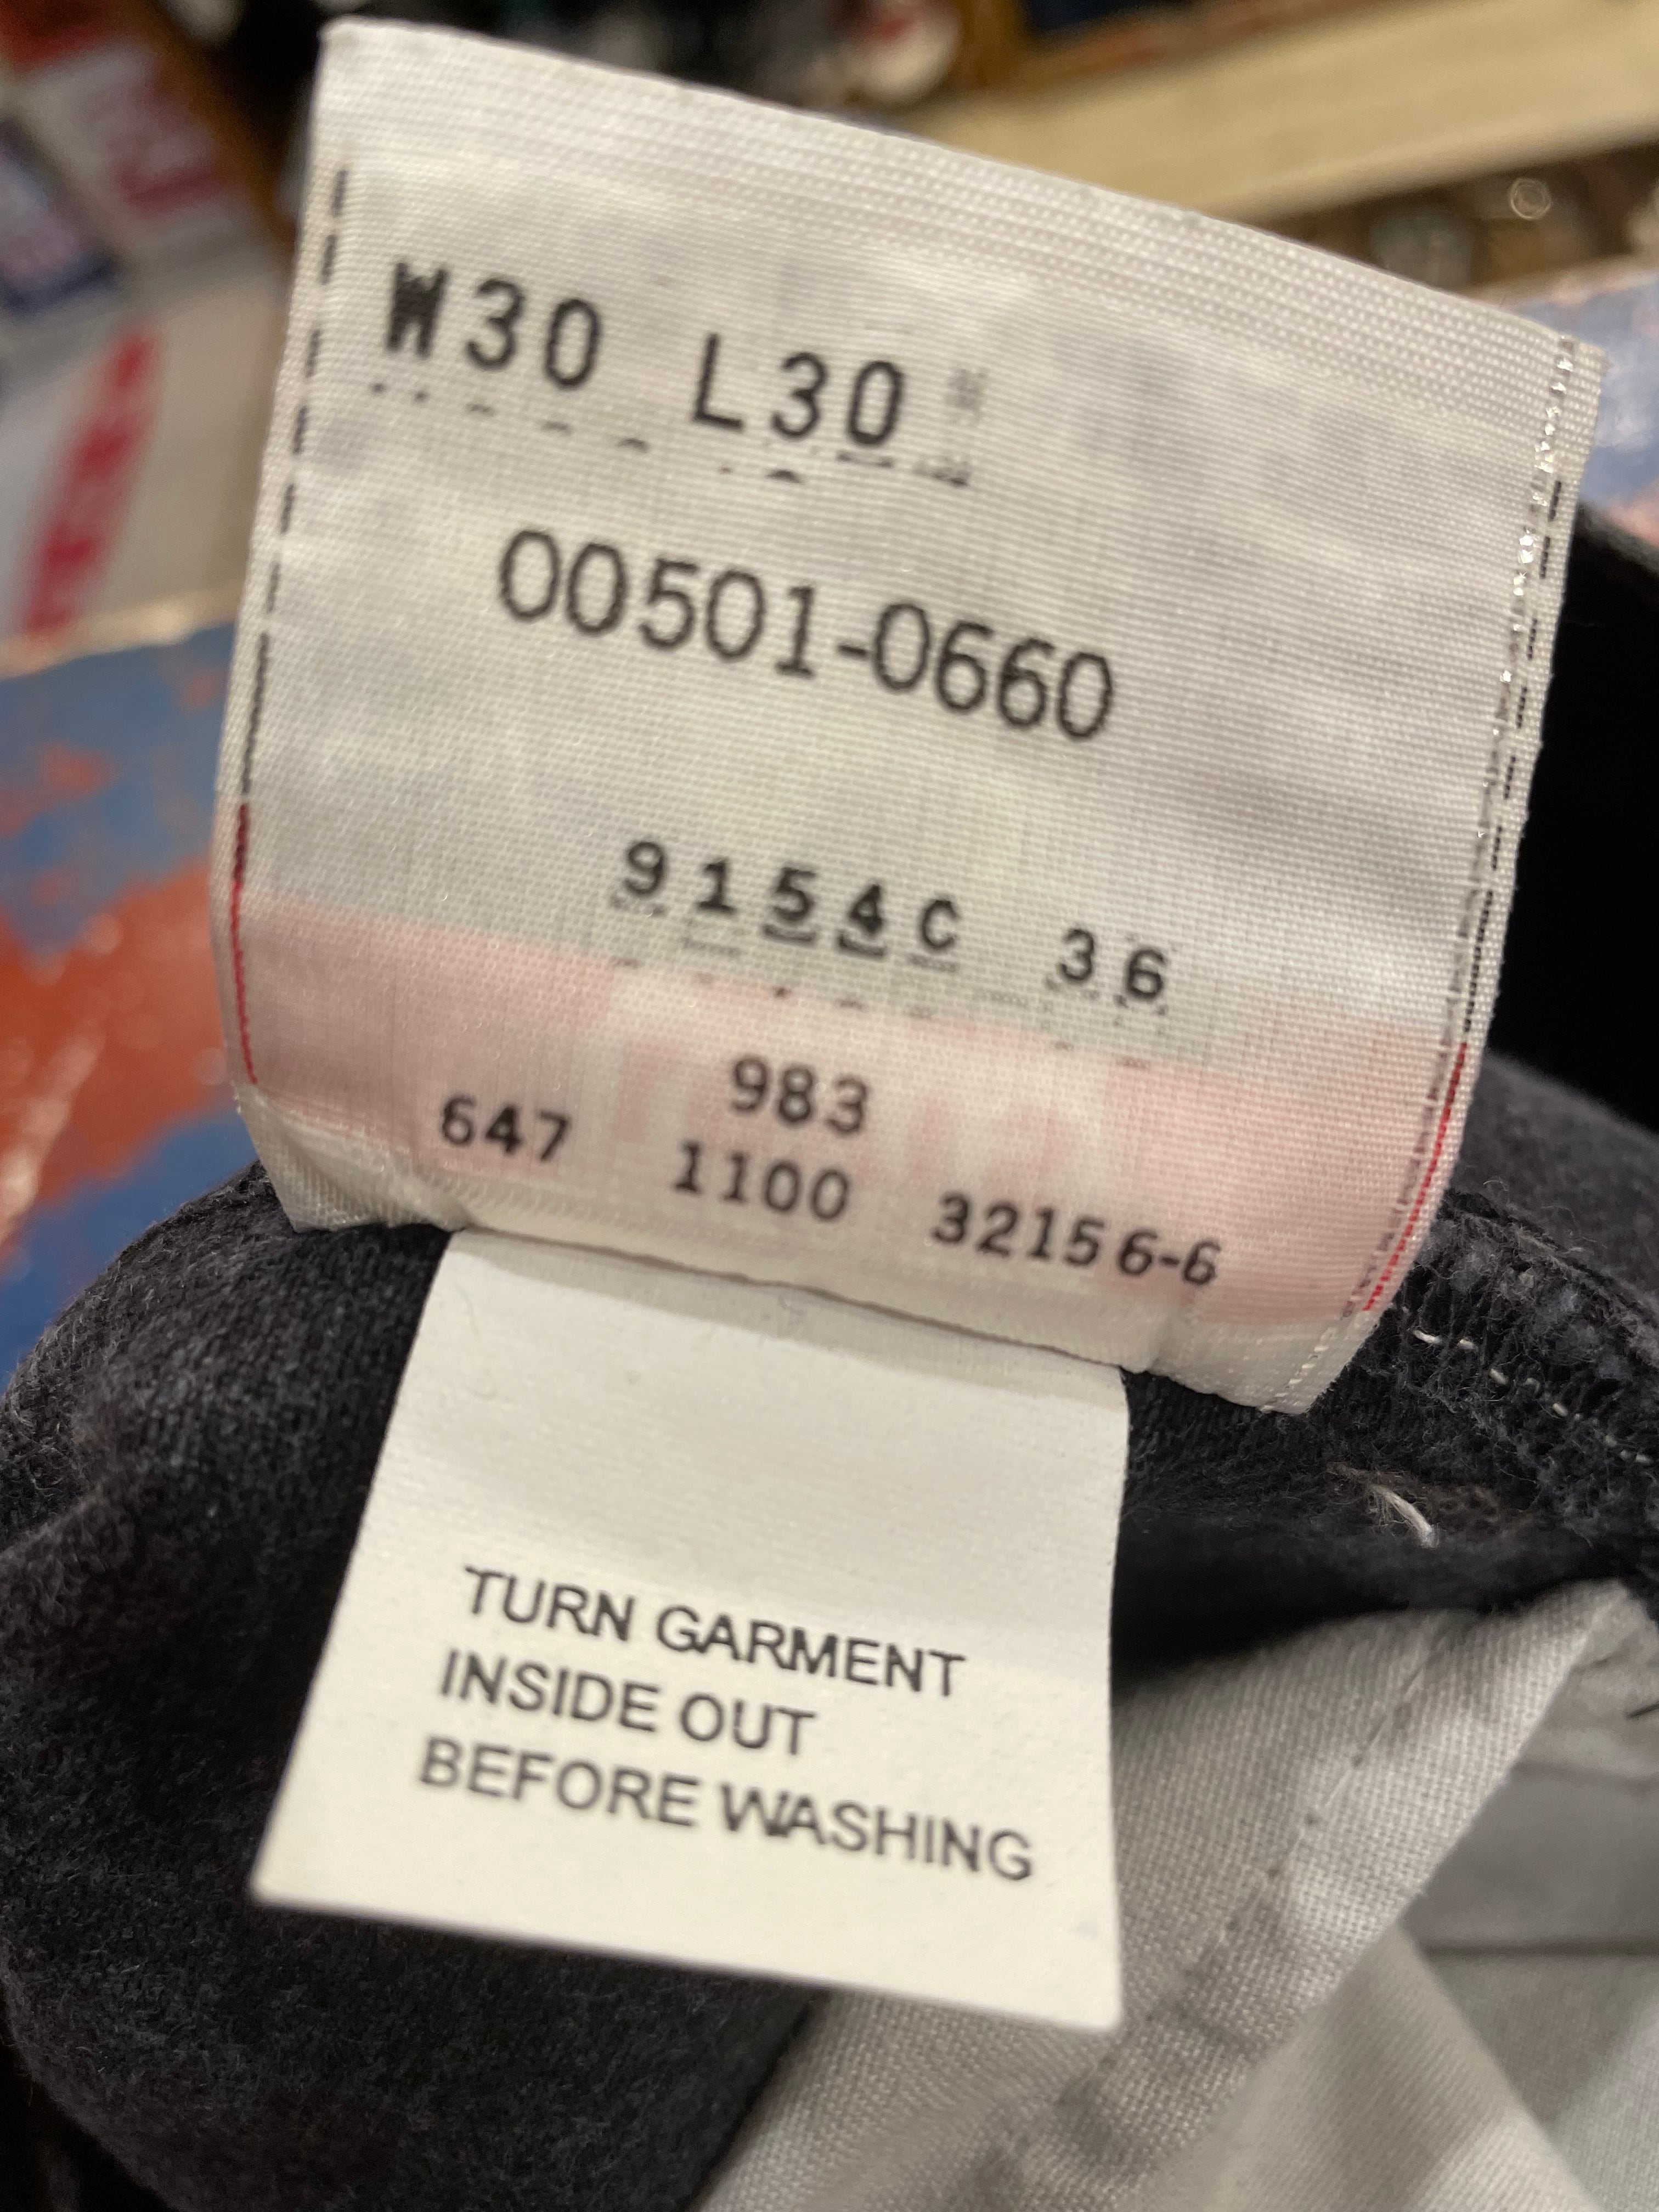 W30 L30
00501-0660
9154C 36
983
647 1100 32156-6
TURN GARMENT
INSIDE OUT
BEFORE WASHING